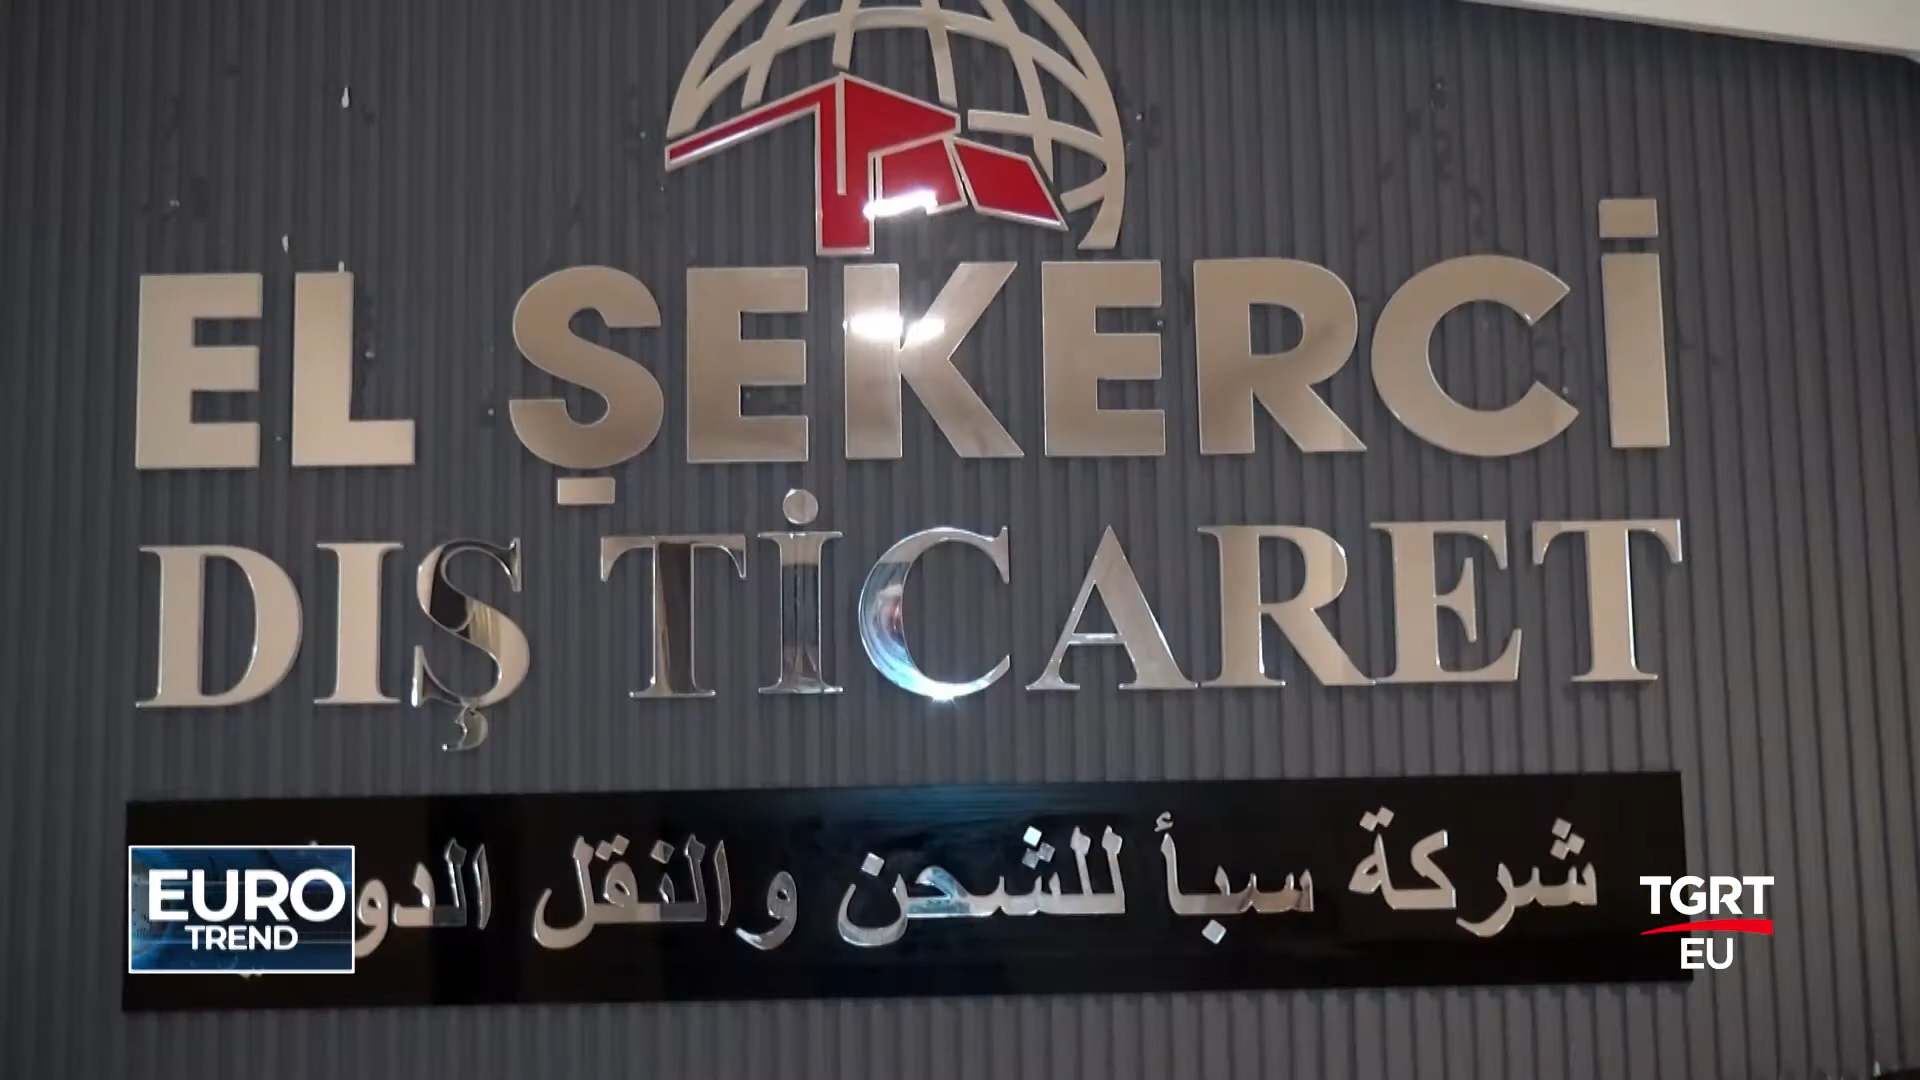 EL ŞEKERCİ
DIŞ TİCARET
شركة سبأ للشحن والنقل
EURO
TREND
TGRT
EU